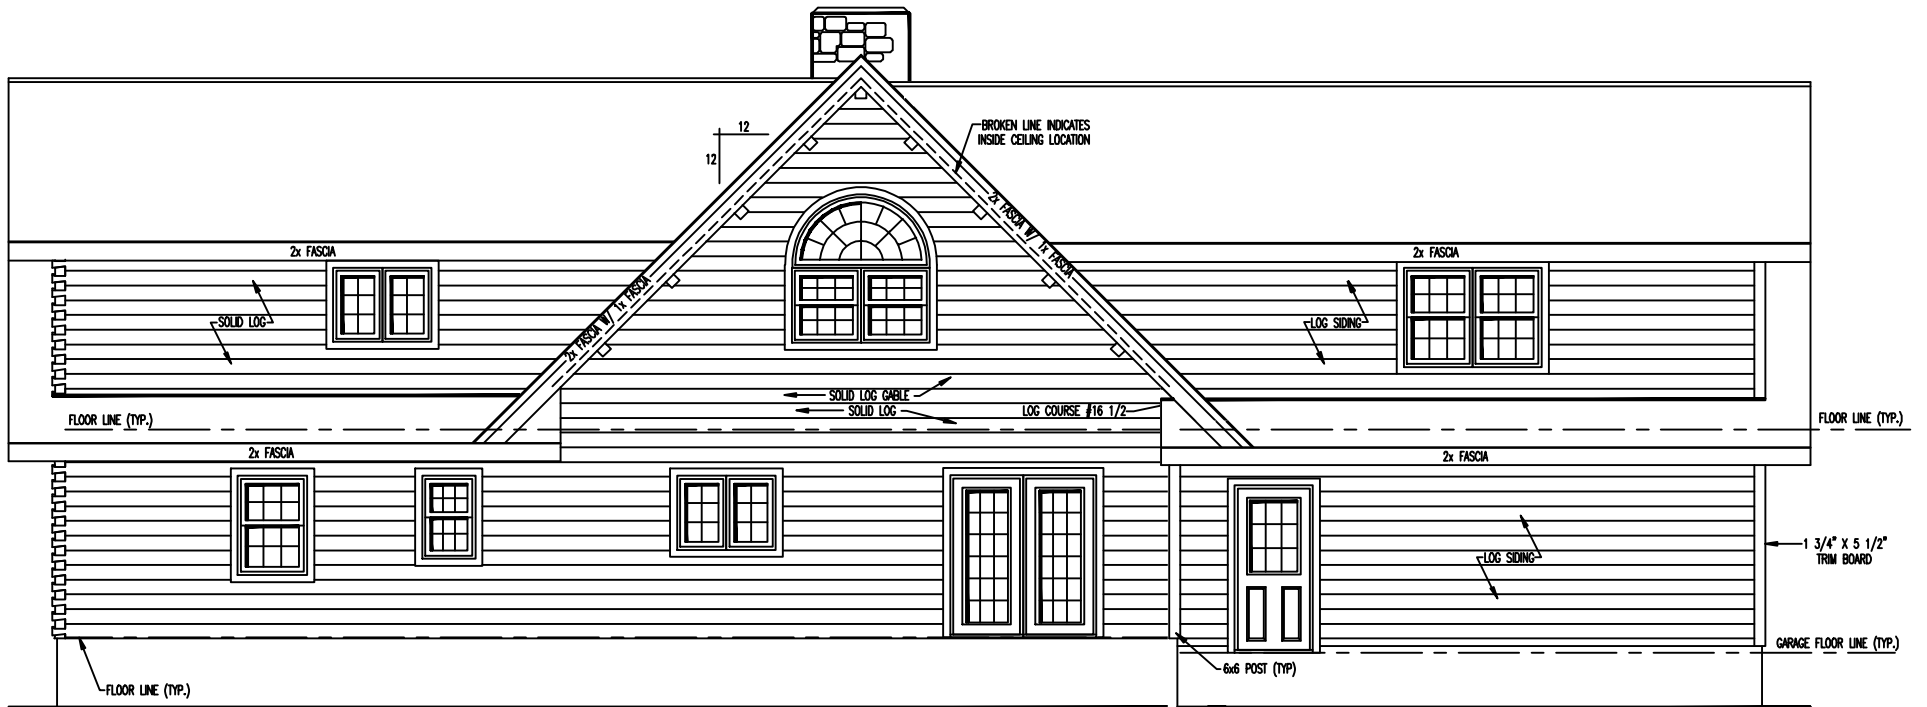 12
12
BROKEN LINE INDICATES
INSIDE CEILING LOCATION
2x FASCIA W/ 1x FASCIA
2x FASCIA W/ 1x FASCIA
2x FASCIA
2x FASCIA
SOLID LOG
LOG SIDING
SOLID LOG GABLE
SOLID LOG
LOG COURSE #16 1/2
FLOOR LINE (TYP.)
FLOOR LINE (TYP.)
2x FASCIA
2x FASCIA
LOG SIDING
1 3/4" X 5 1/2"
TRIM BOARD
GARAGE FLOOR LINE (TYP.)
6x6 POST (TYP)
FLOOR LINE (TYP.)